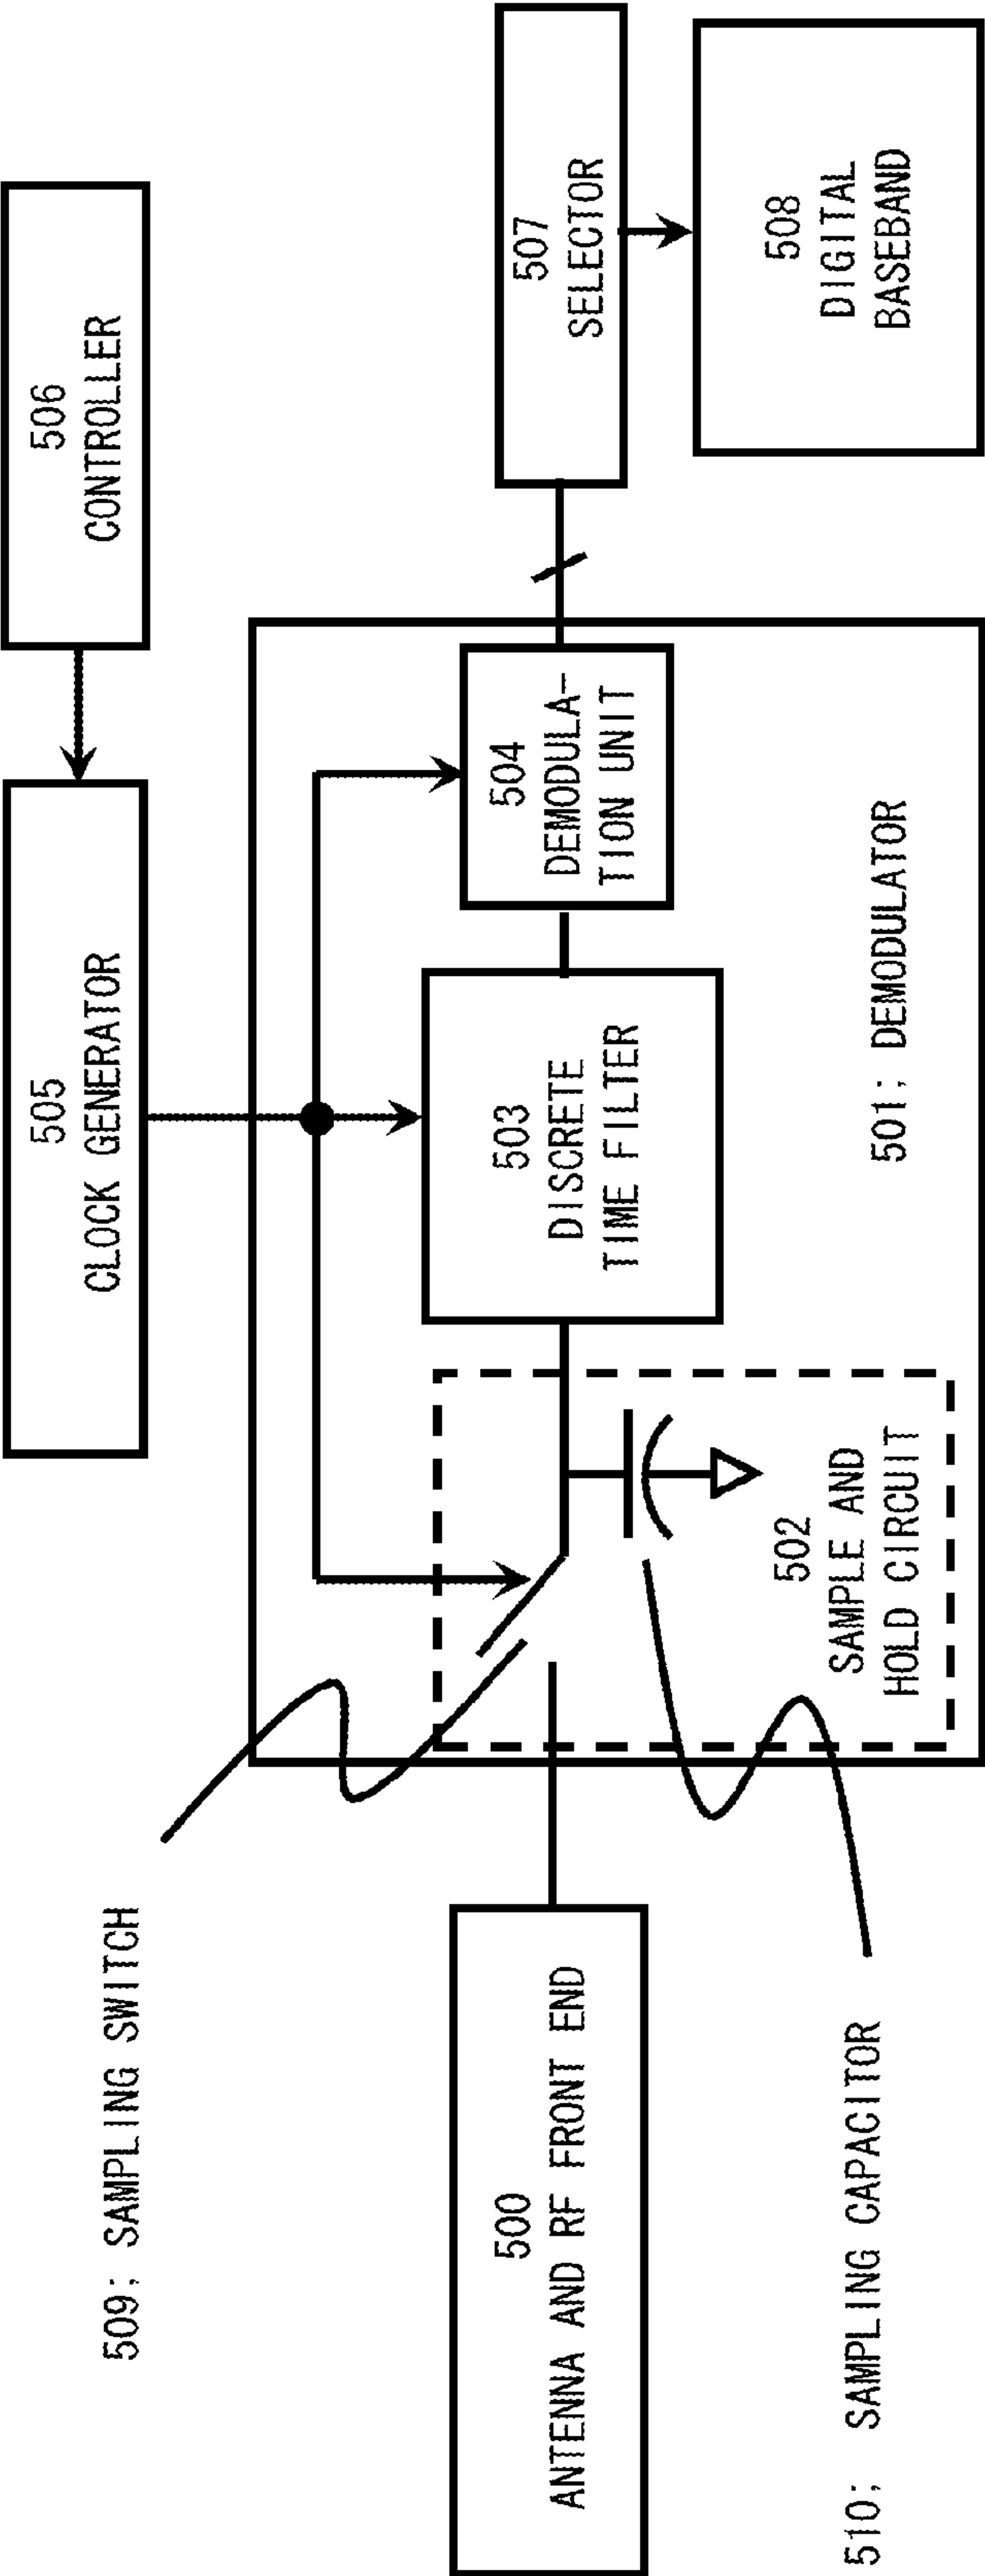 509; SAMPLING SWITCH
505
CLOCK GENERATOR
506
CONTROLLER
500
ANTENNA AND RF FRONT END
503
DISCRETE
TIME FILTER
504
DEMODULA-
TION UNIT
507
SELECTOR
502
SAMPLE AND
HOLD CIRCUIT
508
DIGITAL
BASEBAND
510; SAMPLING CAPACITOR
501; DEMODULATOR